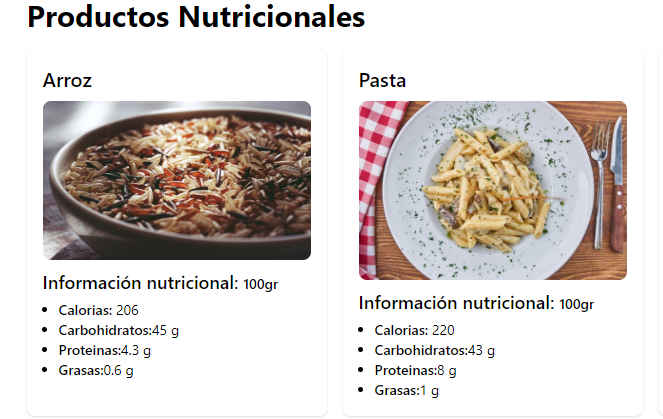 Productos Nutricionales
Arroz
Información nutricional: 100gr
Calorias: 206
Carbohidratos:45 g
Proteinas:4.3 g
Grasas:0.6 g
Pasta
Información nutricional: 100gr
Calorias: 220
Carbohidratos:43 g
Proteinas:8 g
Grasas:1 g